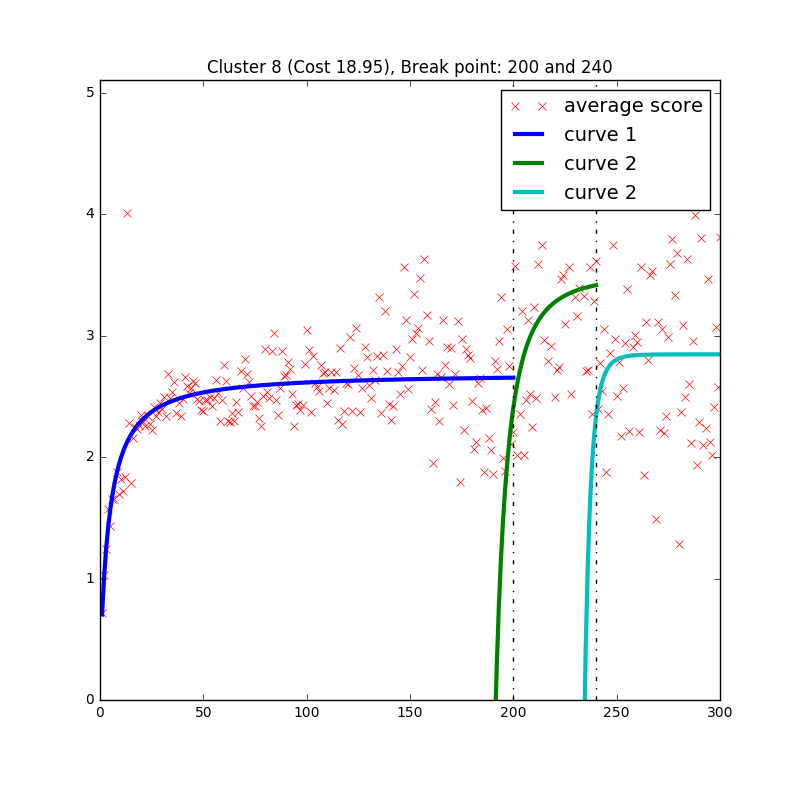 Cluster 8 (Cost 18.95), Break point: 200 and 240
average score
curve 1
curve 2
curve 2
5
4
3
2
1
0
0 50 100 150 200 250 300